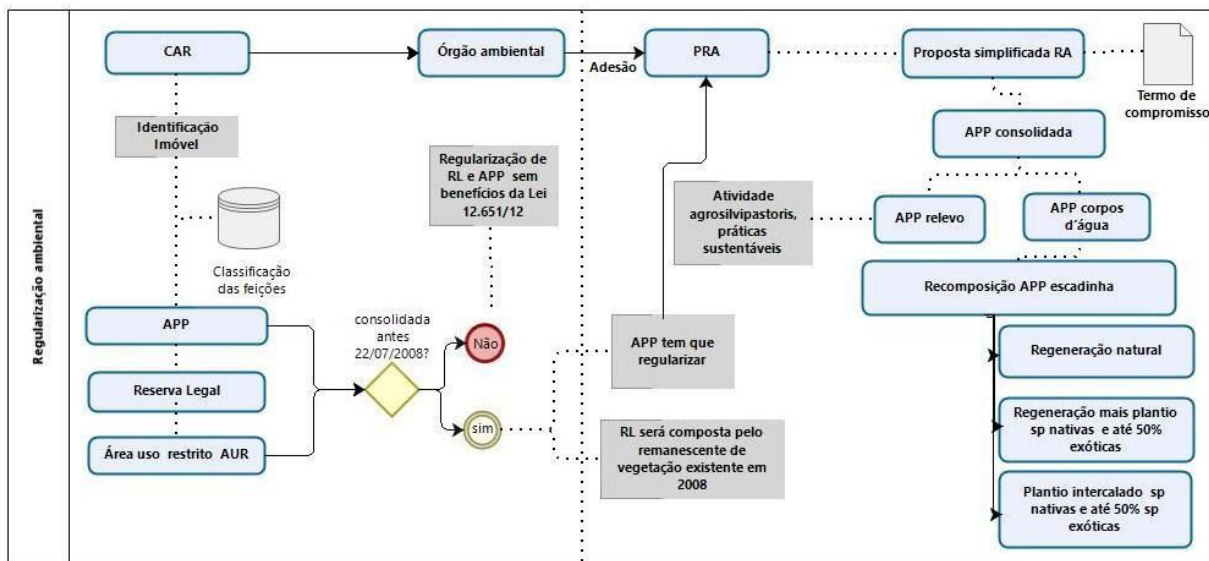 Regularização ambiental
CAR
Órgão ambiental
Adesão
PRA
Proposta simplificada RA
Termo de
compromisso
Identificação
Imóvel
Classificação
das feições
Regularização de
RL e APP sem
benefícios da Lei
12.651/12
APP consolidada
Atividade
agrosilvipastoris,
práticas
sustentáveis
APP relevo
APP corpos
d´água
Recomposição APP escadinha
APP
Reserva Legal
Área uso restrito AUR
consolidada
antes
22/07/2008?
Não
sim
APP tem que
regularizar
RL será composta pelo
remanescente de
vegetação existente em
2008
Regeneração natural
Regeneração mais plantio
sp nativas e até 50%
exóticas
Plantio intercalado sp
nativas e até 50% sp
exóticas